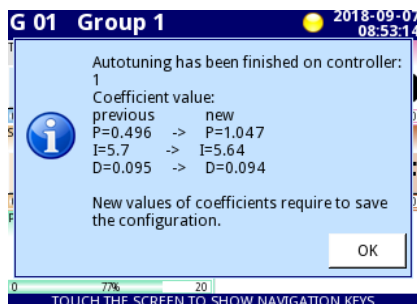 G 01 Group 1
2018-09-07
08:53:14
Autotuning has been finished on controller:
1
Coefficient value:
previous new
P=0.496 -> P=1.047
I=5.7 -> I=5.64
D=0.095 -> D=0.094
New values of coefficients require to save
the configuration.
OK
0 77% 20
TOUCH THE SCREEN TO SHOW NAVIGATION KEYS